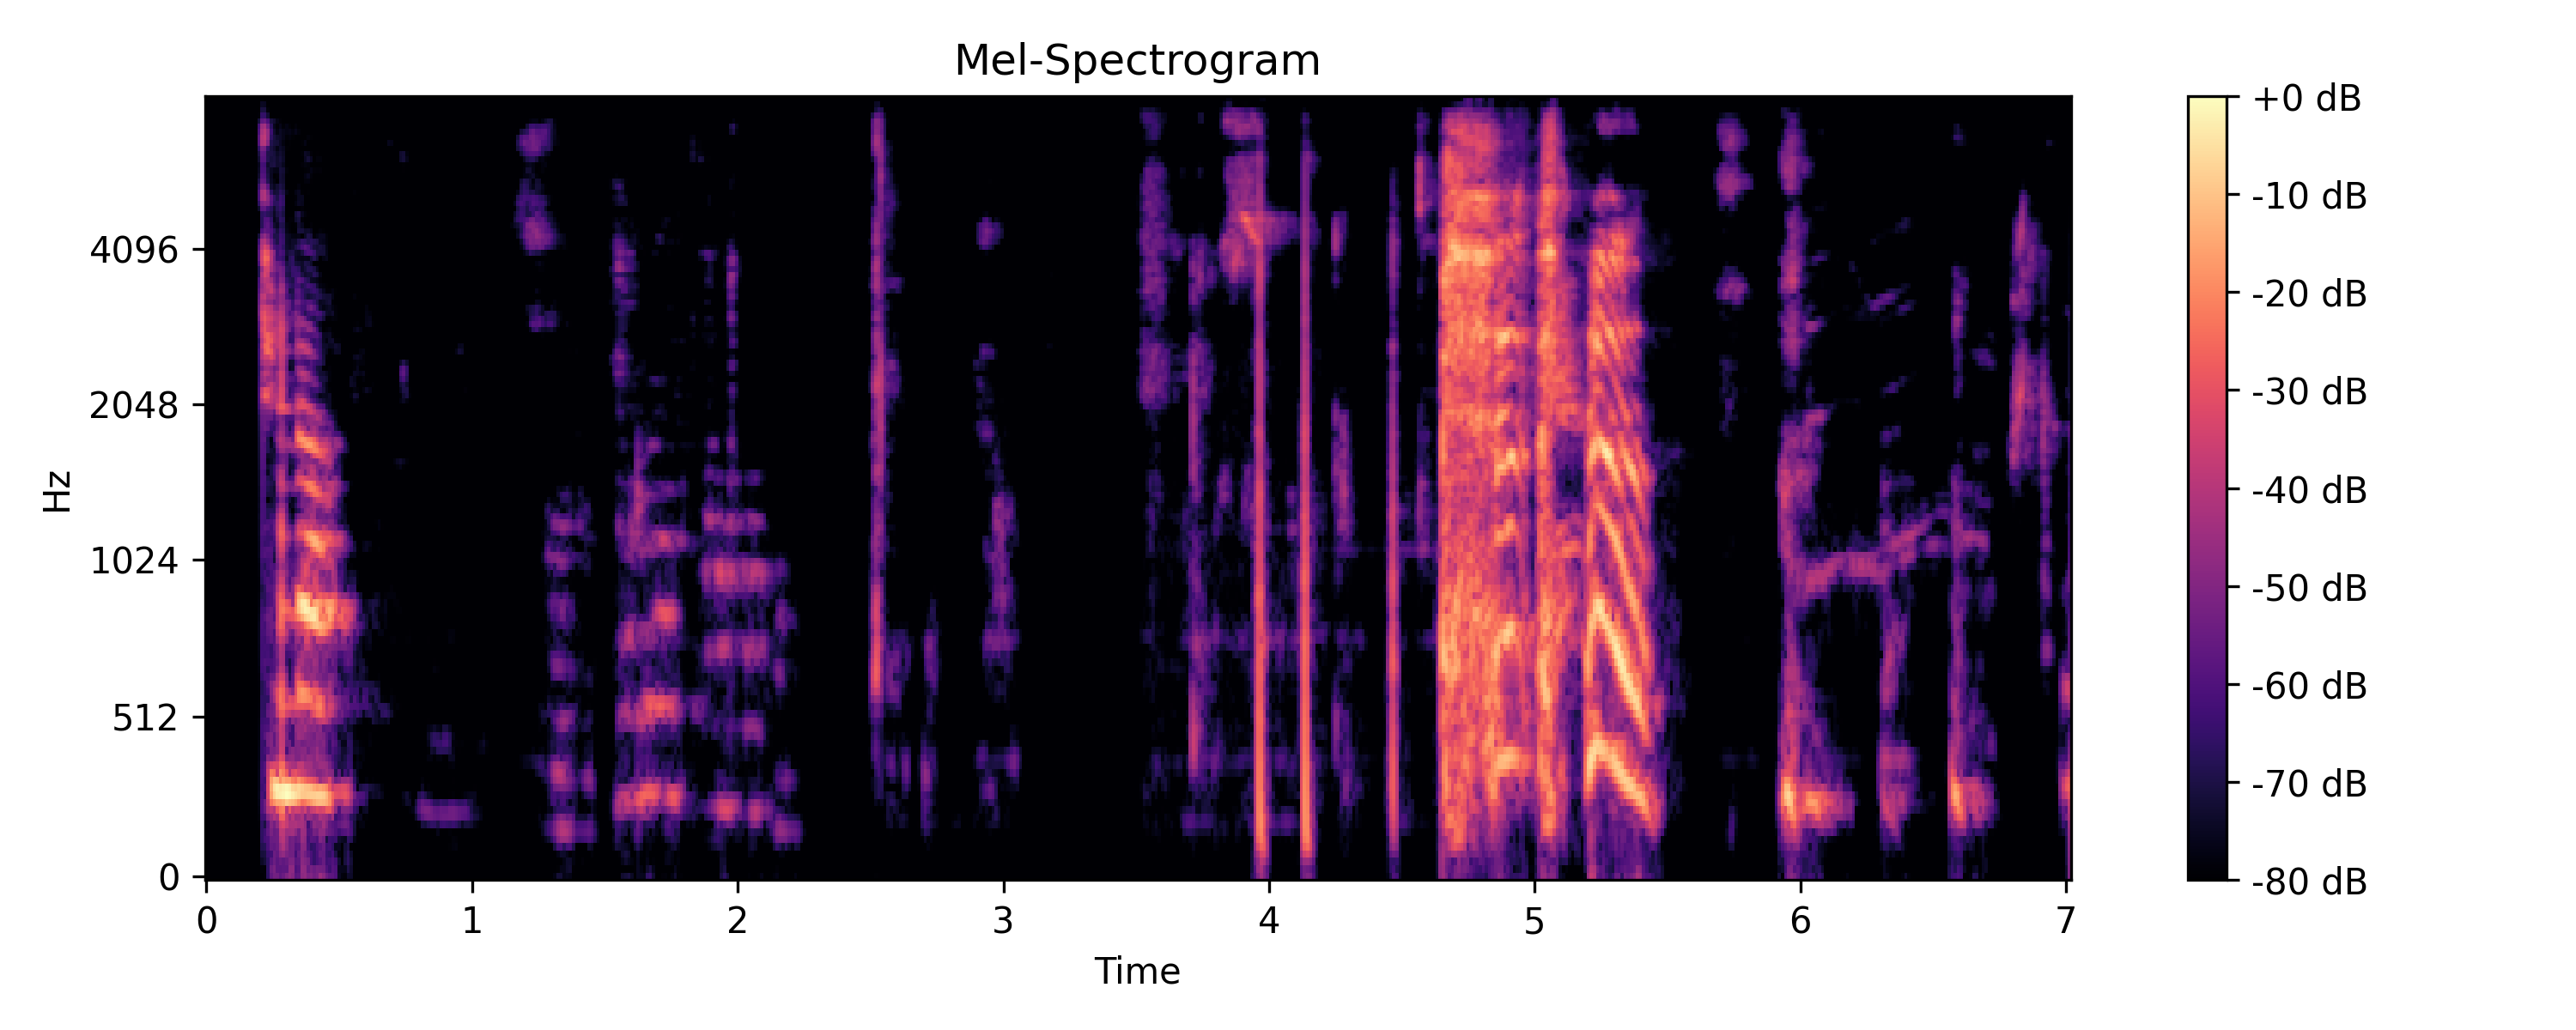 Mel-Spectrogram
+0 dB
-10 dB
-20 dB
-30 dB
-40 dB
-50 dB
-60 dB
-70 dB
-80 dB
Hz
4096
2048
1024
512
0
0 1 2 3 4 5 6 7
Time